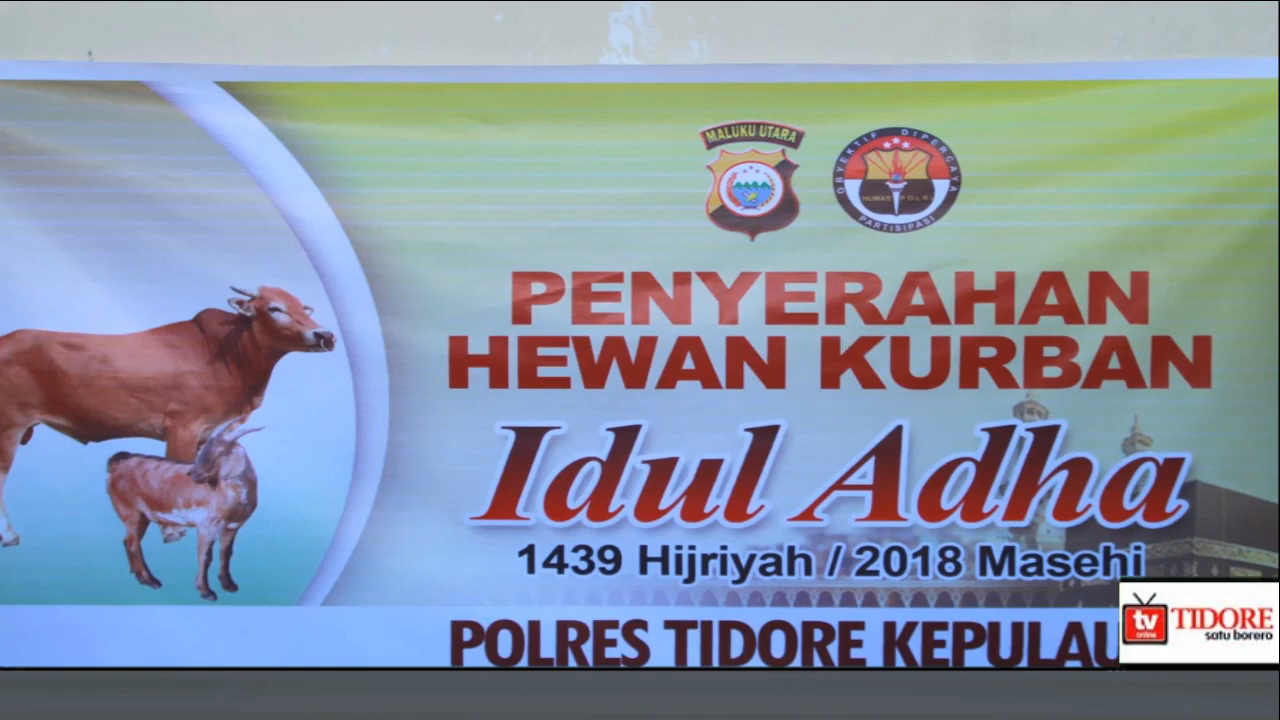 MALUKU UTARA
OBYEKTIF DIPERCAYA
HUMAS POLRI
PARTISIPASI
PENYERAHAN
HEWAN KURBAN
Idul Adha
1439 Hijriyah / 2018 Masehi
POLRES TIDORE KEPULAU
tv TIDORE
online satu borero